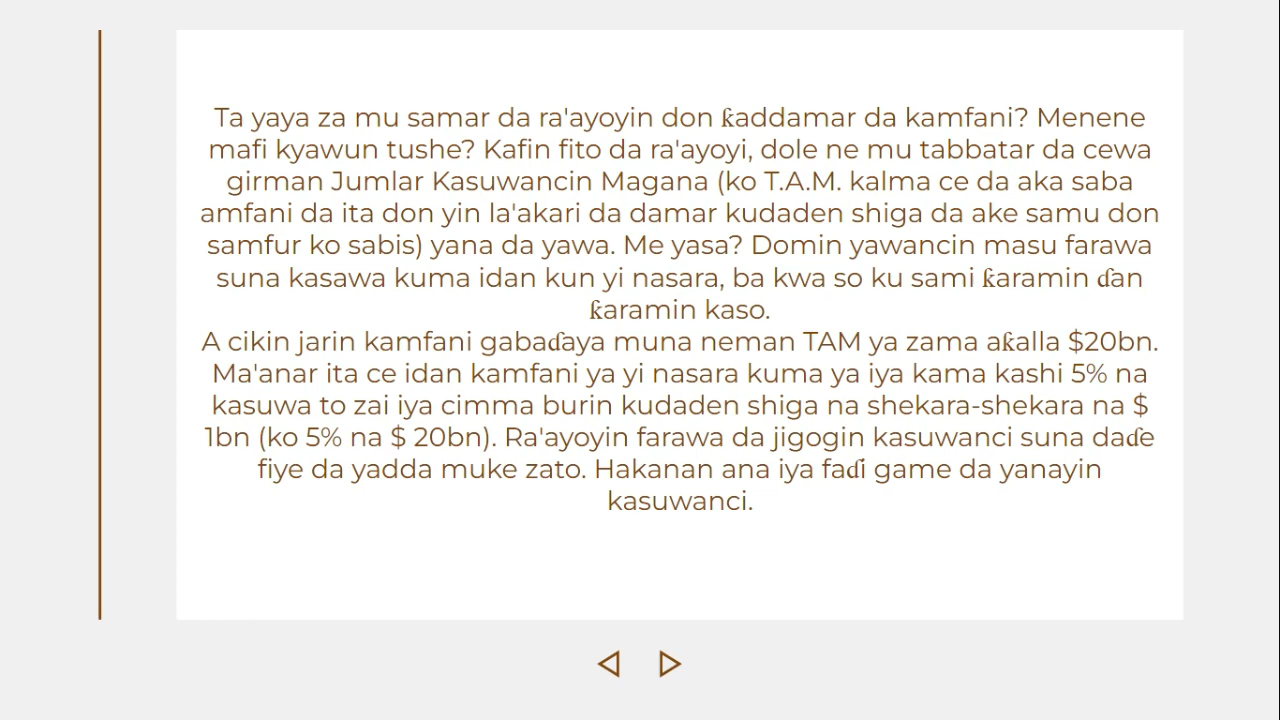 Ta yaya za mu samar da ra'ayoyin don ƙaddamar da kamfani? Menene
mafi kyawun tushe? Kafin fito da ra'ayoyi, dole ne mu tabbatar da cewa
girman Jumlar Kasuwancin Magana (ko T.A.M. kalma ce da aka saba
amfani da ita don yin la'akari da damar kudaden shiga da ake samu don
samfur ko sabis) yana da yawa. Me yasa? Domin yawancin masu farawa
suna kasawa kuma idan kun yi nasara, ba kwa so ku sami ƙaramin ɗan
ƙaramin kaso.
A cikin jarin kamfani gabaɗaya muna neman TAM ya zama aƙalla $20bn.
Ma'anar ita ce idan kamfani ya yi nasara kuma ya iya kama kashi 5% na
kasuwa to zai iya cimma burin kudaden shiga na shekara-shekara na $
1bn (ko 5% na $ 20bn). Ra'ayoyin farawa da jigogin kasuwanci suna daɗe
fiye da yadda muke zato. Hakanan ana iya faɗi game da yanayin
kasuwanci.